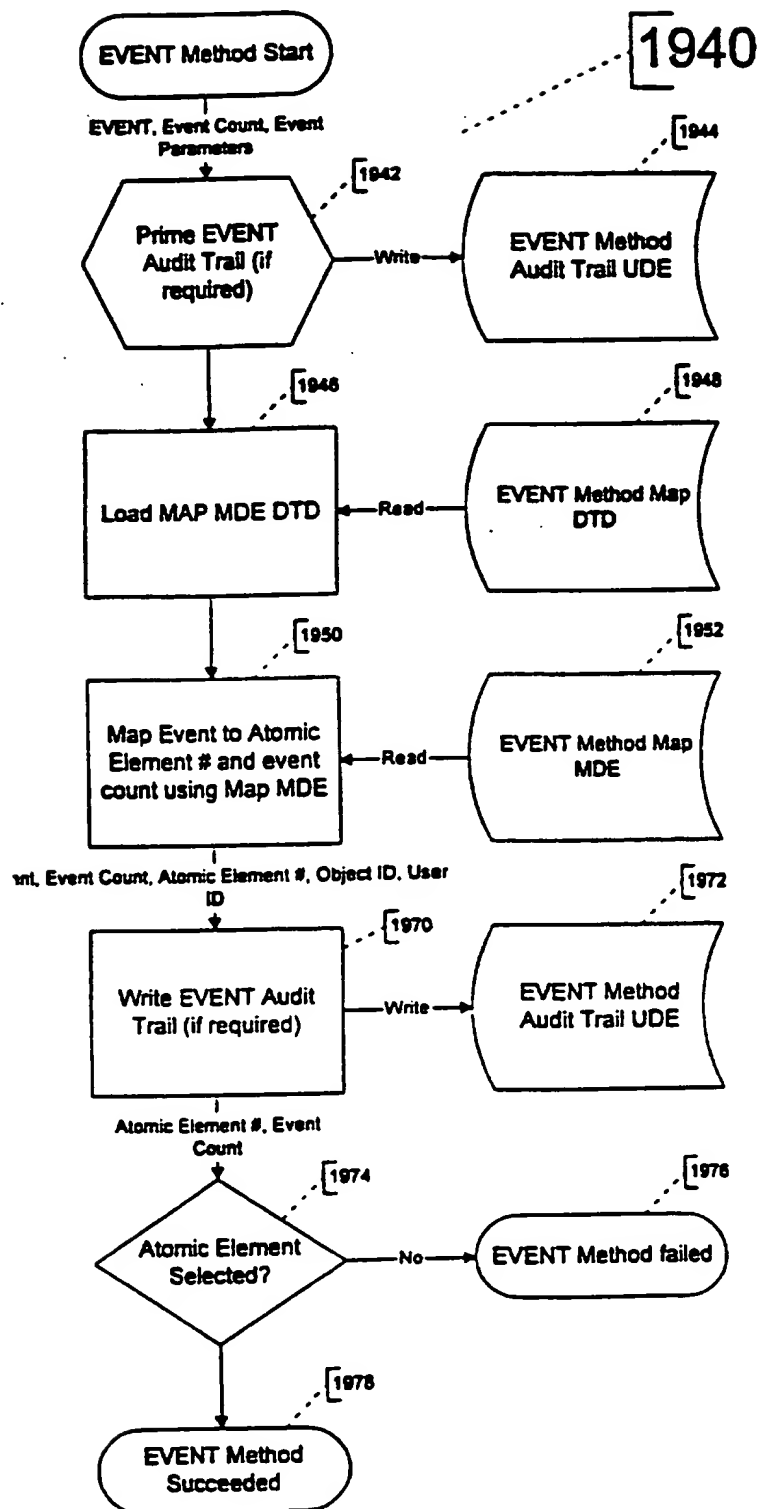 EVENT Method Start
1940
EVENT, Event Count, Event
Parameters
1942
1944
Prime EVENT
Audit Trail (if
required)
Write
EVENT Method
Audit Trail UDE
1946
1948
Load MAP MDE DTD
Read
EVENT Method Map
DTD
1950
1952
Map Event to Atomic
Element # and event
count using Map MDE
Read
EVENT Method Map
MDE
nt, Event Count, Atomic Element #, Object ID, User
ID
1970
1972
Write EVENT Audit
Trail (if required)
Write
EVENT Method
Audit Trail UDE
Atomic Element #, Event
Count
1974
1976
Atomic Element
Selected?
No
EVENT Method failed
1978
EVENT Method
Succeeded